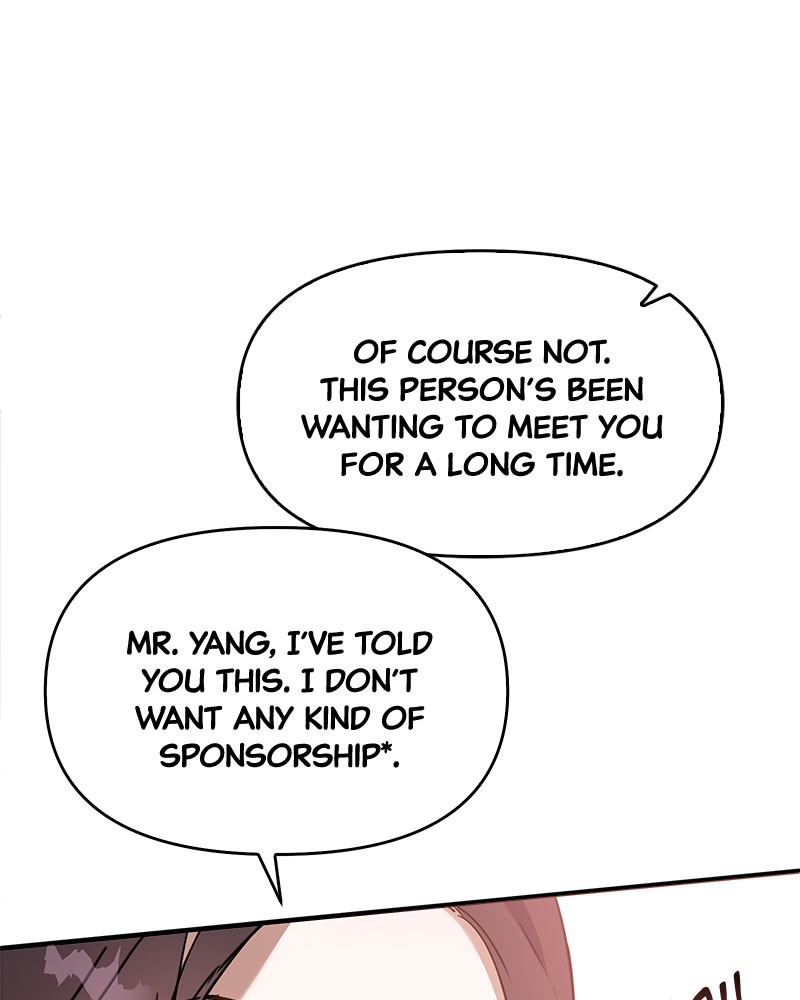 OF COURSE NOT.
THIS PERSON'S BEEN
WANTING TO MEET YOU
FOR A LONG TIME.
MR. YANG, I'VE TOLD
YOU THIS. I DON'T
WANT ANY KIND OF
SPONSORSHIP*.